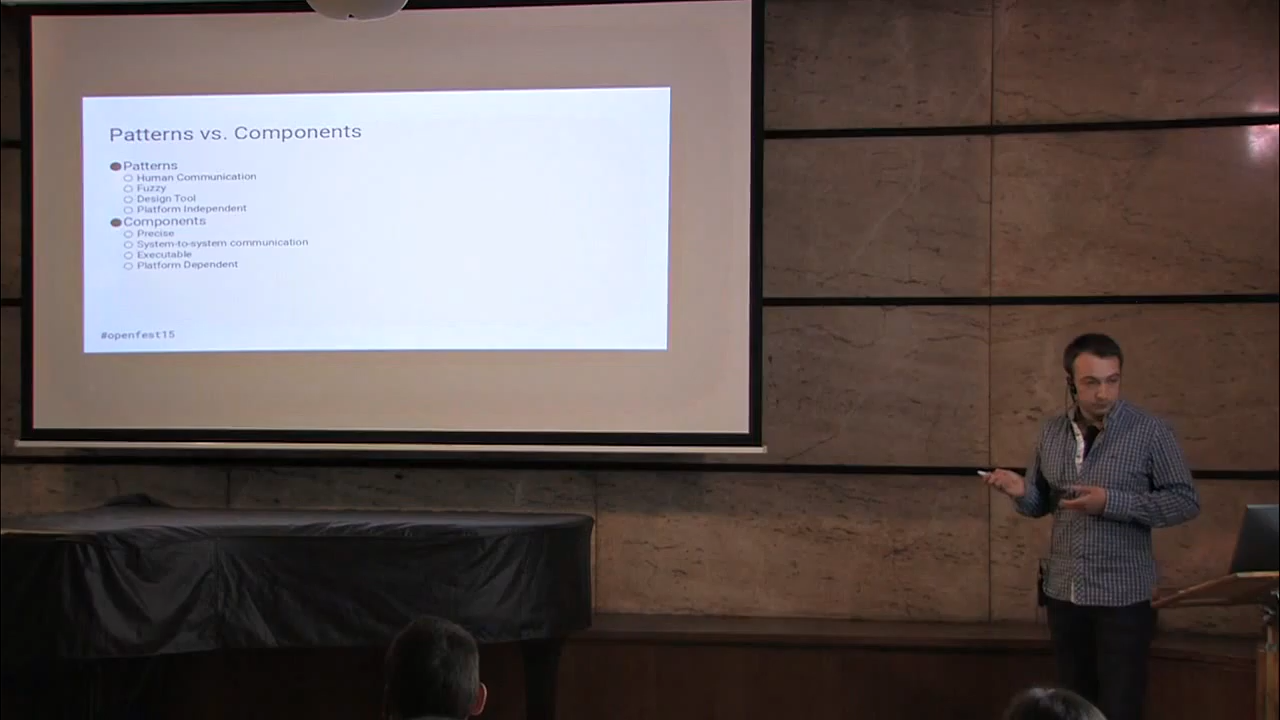 Patterns vs. Components
Patterns
Human Communication
Fuzzy
Design Tool
Platform Independent
Components
Precise
System-to-system communication
Executable
Platform Dependent
#openfest15